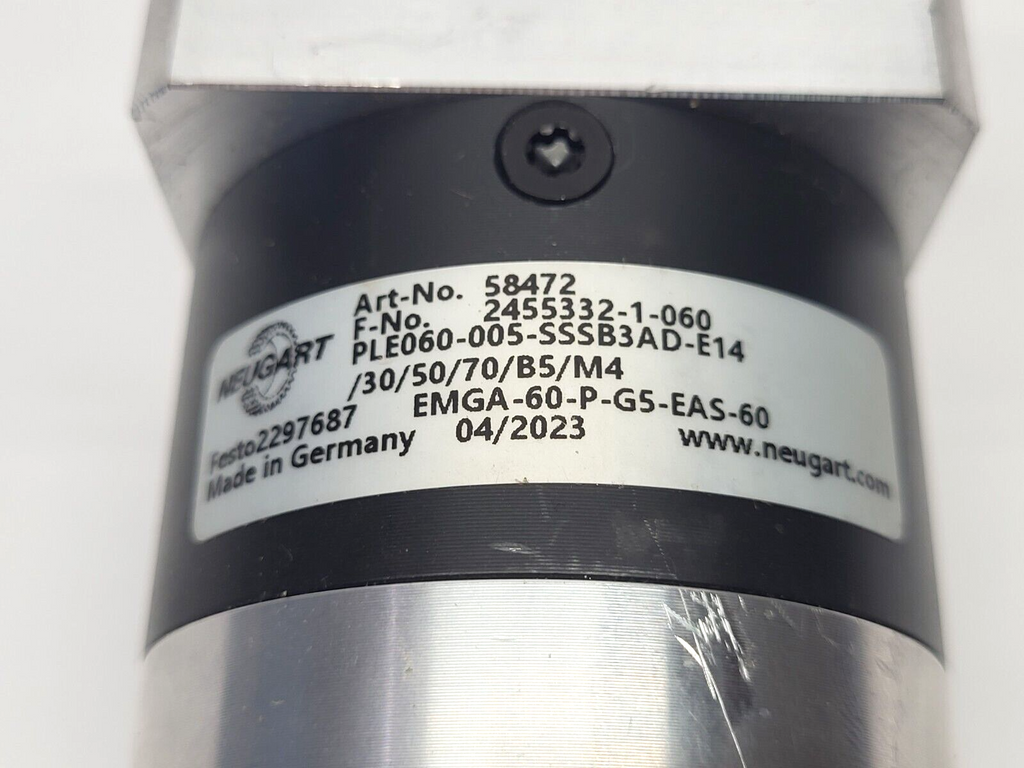 NEUGART
Art-No. 58472
F-No. 2455332-1-060
PLE060-005-SSSB3AD-E14
/30/50/70/B5/M4
Festo2297687 EMGA-60-P-G5-EAS-60
Made in Germany 04/2023 www.neugart.com